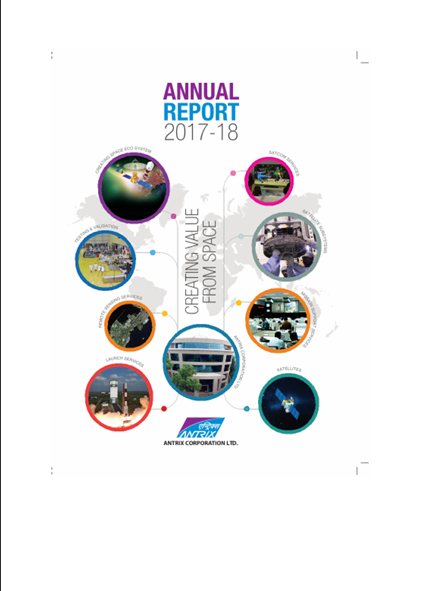 ANNUAL
REPORT
2017-18
CREATING SPACE ECO SYSTEM
SATCOM SERVICES
TESTING & VALIDATION
SATELLITE SUBSYSTEMS
CREATING VALUE
FROM SPACE
REMOTE SENSING SERVICES
MISSION SUPPORT SERVICES
LAUNCH SERVICES
ANTRIX CORPORATION LTD.
SATELLITES
एन्ट्रिक्स
ANTRIX
ANTRIX CORPORATION LTD.